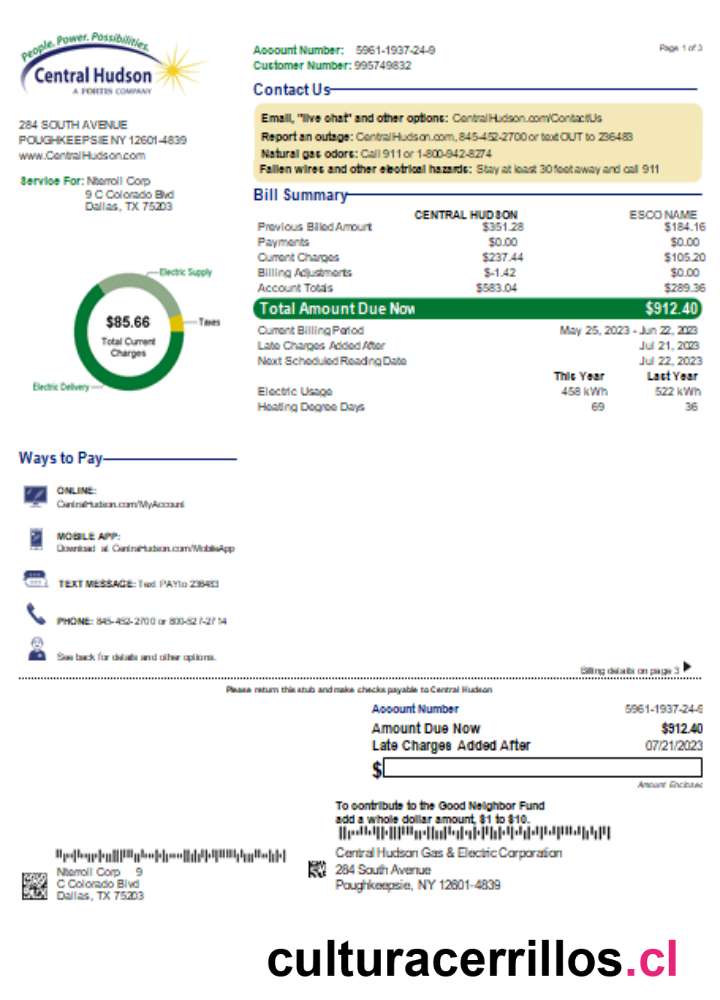 People. Power. Possibilities.
Central Hudson
A FORTIS COMPANY
284 SOUTH AVENUE
POUGHKEEPSIE NY 12601-4839
www.CentralHudson.com
Service For: Nterroll Corp
9 C Colorado Blvd
Dallas, TX 75203
Account Number: 5961-1937-24-9
Customer Number: 995749832
Page 1 of 3
Contact Us
Email, "live chat" and other options: CentralHudson.com/ContactUs
Report an outage: CentralHudson.com, 845-452-2700 or text OUT to 236483
Natural gas odors: Call 911 or 1-800-942-8274
Fallen wires and other electrical hazards: Stay at least 30 feet away and call 911
Bill Summary
CENTRAL HUDSON ESCO NAME
Previous Billed Amount $351.28 $184.16
Payments $0.00 $0.00
Current Charges $237.44 $105.20
Billing Adjustments $-1.42 $0.00
Account Totals $583.04 $289.36
Total Amount Due Now $912.40
Current Billing Period May 25, 2023 - Jun 22, 2023
Late Charges Added After Jul 21, 2023
Next Scheduled Reading Date Jul 22, 2023
This Year Last Year
Electric Usage 458 kWh 522 kWh
Heating Degree Days 69 36
Electric Supply
$85.66
Total Current
Charges
Taxes
Electric Delivery
Ways to Pay
ONLINE:
CentralHudson.com/MyAccount
MOBILE APP:
Download at CentralHudson.com/MobileApp
TEXT MESSAGE: Text PAY to 236483
PHONE: 845-452-2700 or 800-527-2714
See back for details and other options.
Billing details on page 3
Please return this stub and make checks payable to Central Hudson
Account Number 5961-1937-24-9
Amount Due Now $912.40
Late Charges Added After 07/21/2023
$
Amount Enclosed
To contribute to the Good Neighbor Fund
add a whole dollar amount, $1 to $10.
Central Hudson Gas & Electric Corporation
284 South Avenue
Poughkeepsie, NY 12601-4839
Nterroll Corp 9
C Colorado Blvd
Dallas, TX 75203
culturacerrillos.cl